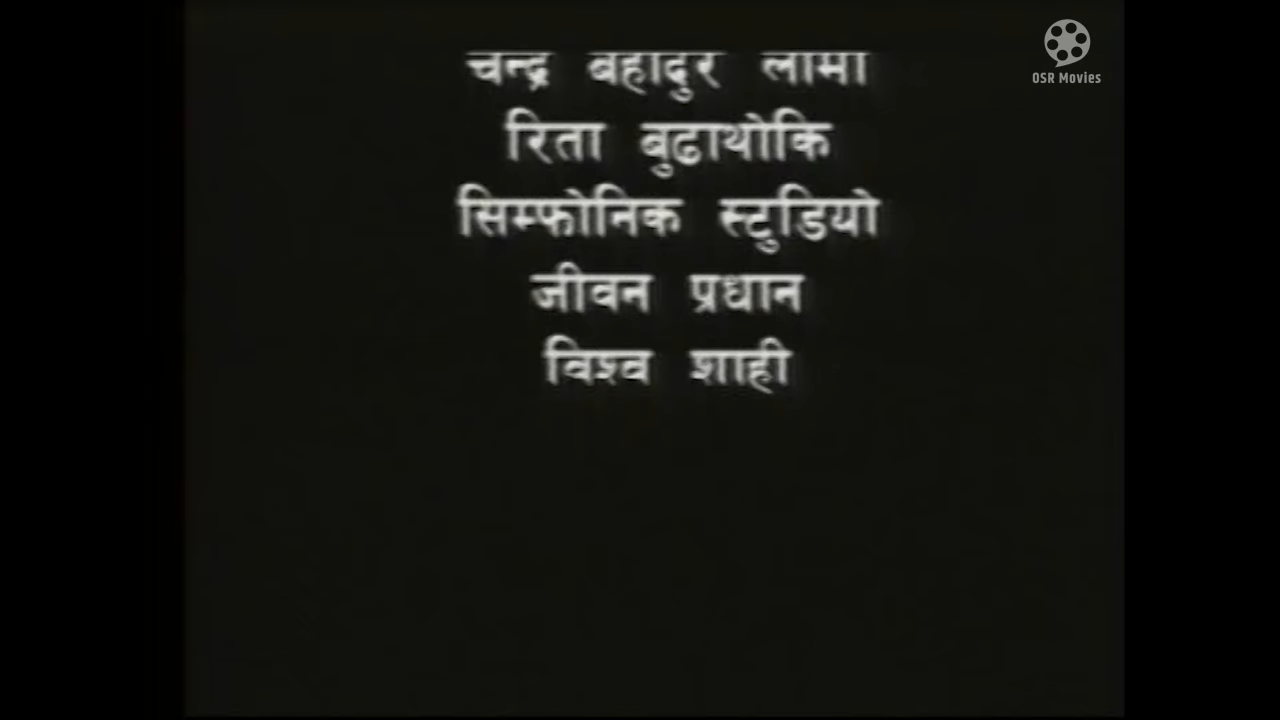 OSR Movies
चन्द्र बहादुर लामा
रिता बुढाथोकि
सिम्फोनिक स्टुडियो
जीवन प्रधान
विश्व शाही